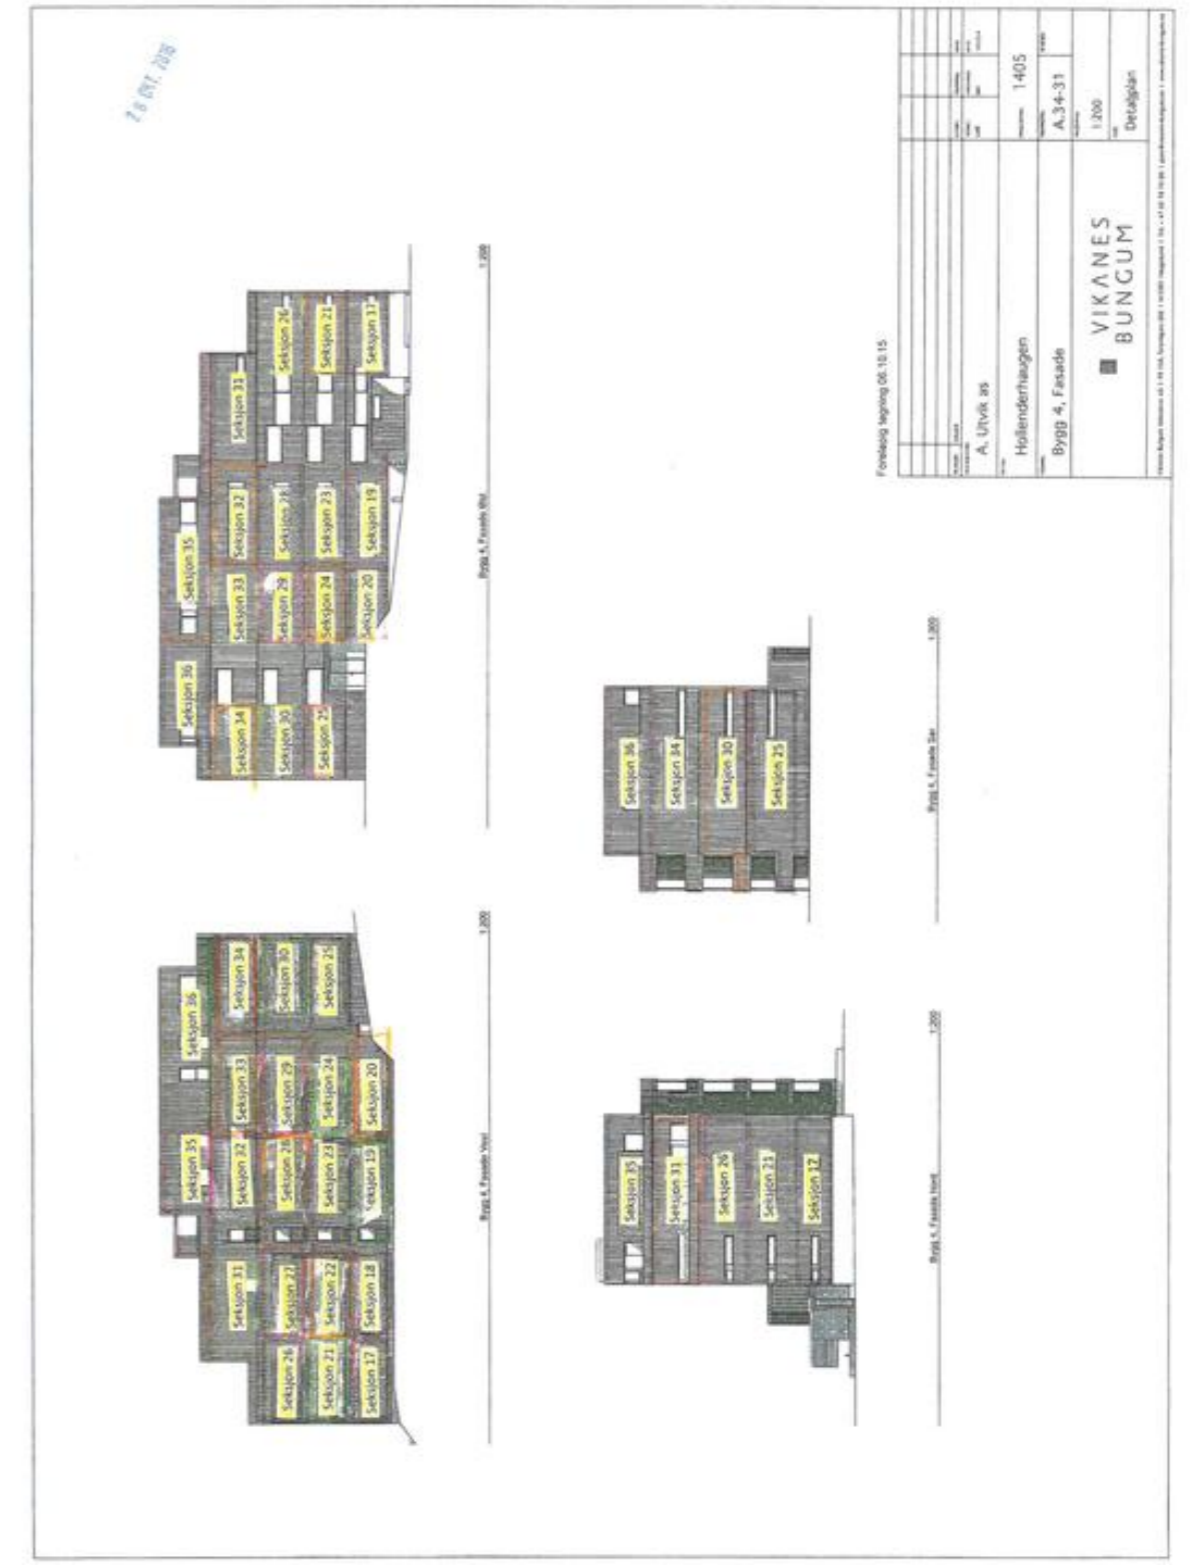 28 OKT. 2016
Seksjon 36
Seksjon 35
Seksjon 31
Seksjon 32
Seksjon 33
Seksjon 34
Seksjon 26
Seksjon 27
Seksjon 28
Seksjon 29
Seksjon 30
Seksjon 21
Seksjon 22
Seksjon 23
Seksjon 24
Seksjon 25
Seksjon 17
Seksjon 18
Seksjon 19
Seksjon 20
Bygg 4, Fasade Vest
1:200
Seksjon 36
Seksjon 35
Seksjon 34
Seksjon 33
Seksjon 32
Seksjon 31
Seksjon 30
Seksjon 29
Seksjon 28
Seksjon 26
Seksjon 25
Seksjon 24
Seksjon 23
Seksjon 21
Seksjon 20
Seksjon 19
Seksjon 17
Bygg 4, Fasade Øst
1:200
Seksjon 35
Seksjon 31
Seksjon 26
Seksjon 21
Seksjon 17
Bygg 4, Fasade Nord
1:200
Seksjon 36
Seksjon 34
Seksjon 30
Seksjon 25
Bygg 4, Fasade Sør
1:200
Foreløpig tegning 06.10.15
A. Utvik as
Hollenderhaugen
1405
Bygg 4, Fasade
A.34-31
1:200
Detaljplan
VIKANES
BUNGUM